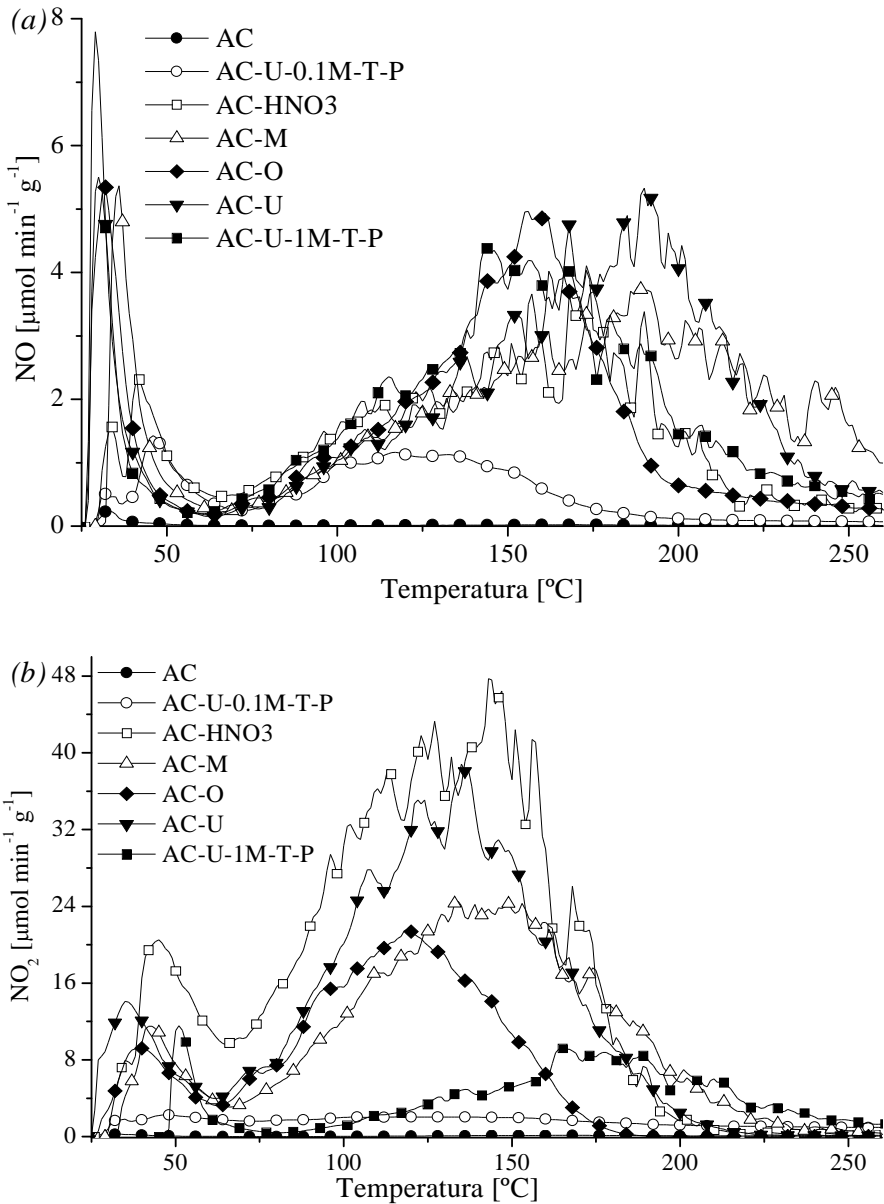 (a)
8
6
4
2
0
NO [µmol min⁻¹ g⁻¹]
AC
AC-U-0.1M-T-P
AC-HNO3
AC-M
AC-O
AC-U
AC-U-1M-T-P
50 100 150 200 250
Temperatura [ºC]
(b)
48
40
32
24
16
8
0
NO₂ [µmol min⁻¹ g⁻¹]
AC
AC-U-0.1M-T-P
AC-HNO3
AC-M
AC-O
AC-U
AC-U-1M-T-P
50 100 150 200 250
Temperatura [ºC]